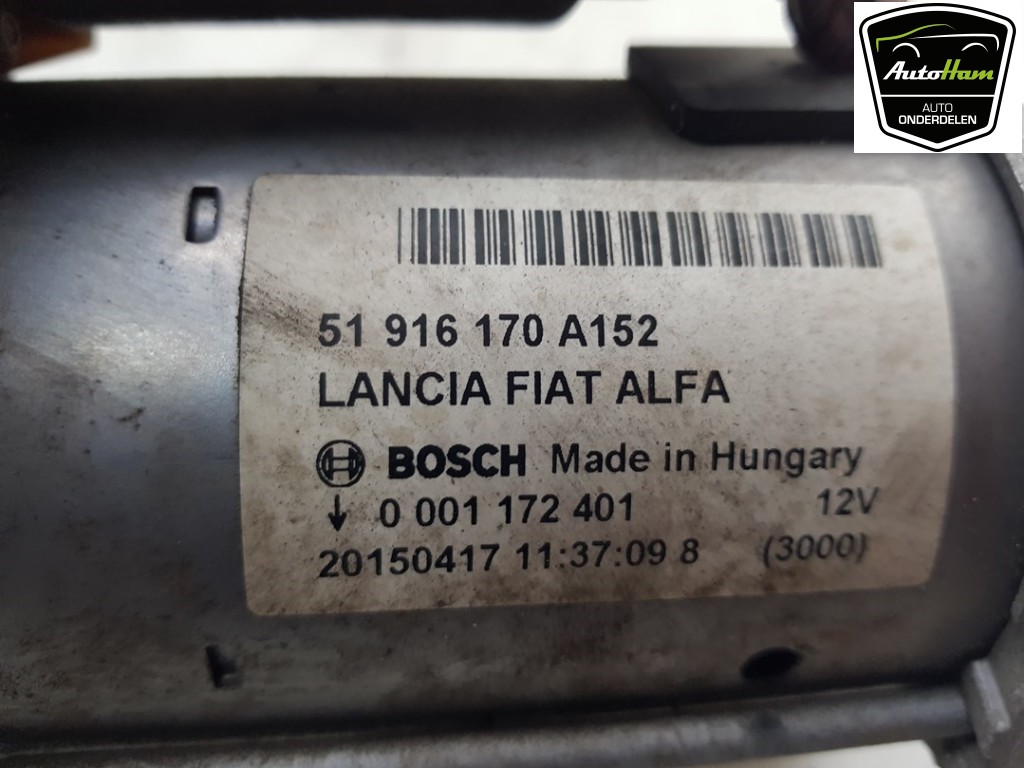 AutoHam
AUTO
ONDERDELEN
51 916 170 A152
LANCIA FIAT ALFA
BOSCH Made in Hungary
↓ 0 001 172 401 12V
20150417 11:37:09 8 (3000)